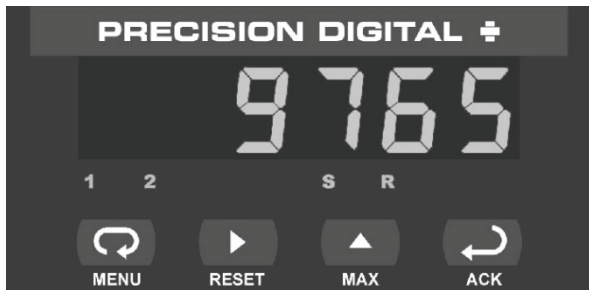 PRECISION DIGITAL
9765
1 2 S R
MENU RESET MAX ACK